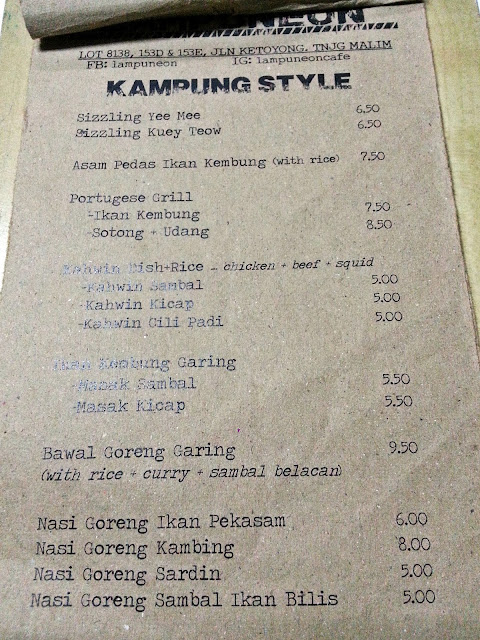 LOT 8138, 153D & 153E, JLN KETOYONG, TNJG MALIM
FB: lampuneon IG: lampuneoncafe
KAMPUNG STYLE
Sizzling Yee Mee 6.50
Sizzling Kuey Teow 6.50
Asam Pedas Ikan Kembung (with rice) 7.50
Portugese Grill
-Ikan Kembung 7.50
-Sotong + Udang 8.50
Kahwin Dish+Rice … chicken + beef + squid
-Kahwin Sambal 5.00
-Kahwin Kicap 5.00
-Kahwin Cili Padi 5.00
Ikan Kembung Garing
-Masak Sambal 5.50
-Masak Kicap 5.50
Bawal Goreng Garing 9.50
(with rice + curry + sambal belacan)
Nasi Goreng Ikan Pekasam 6.00
Nasi Goreng Kambing 8.00
Nasi Goreng Sardin 5.00
Nasi Goreng Sambal Ikan Bilis 5.00